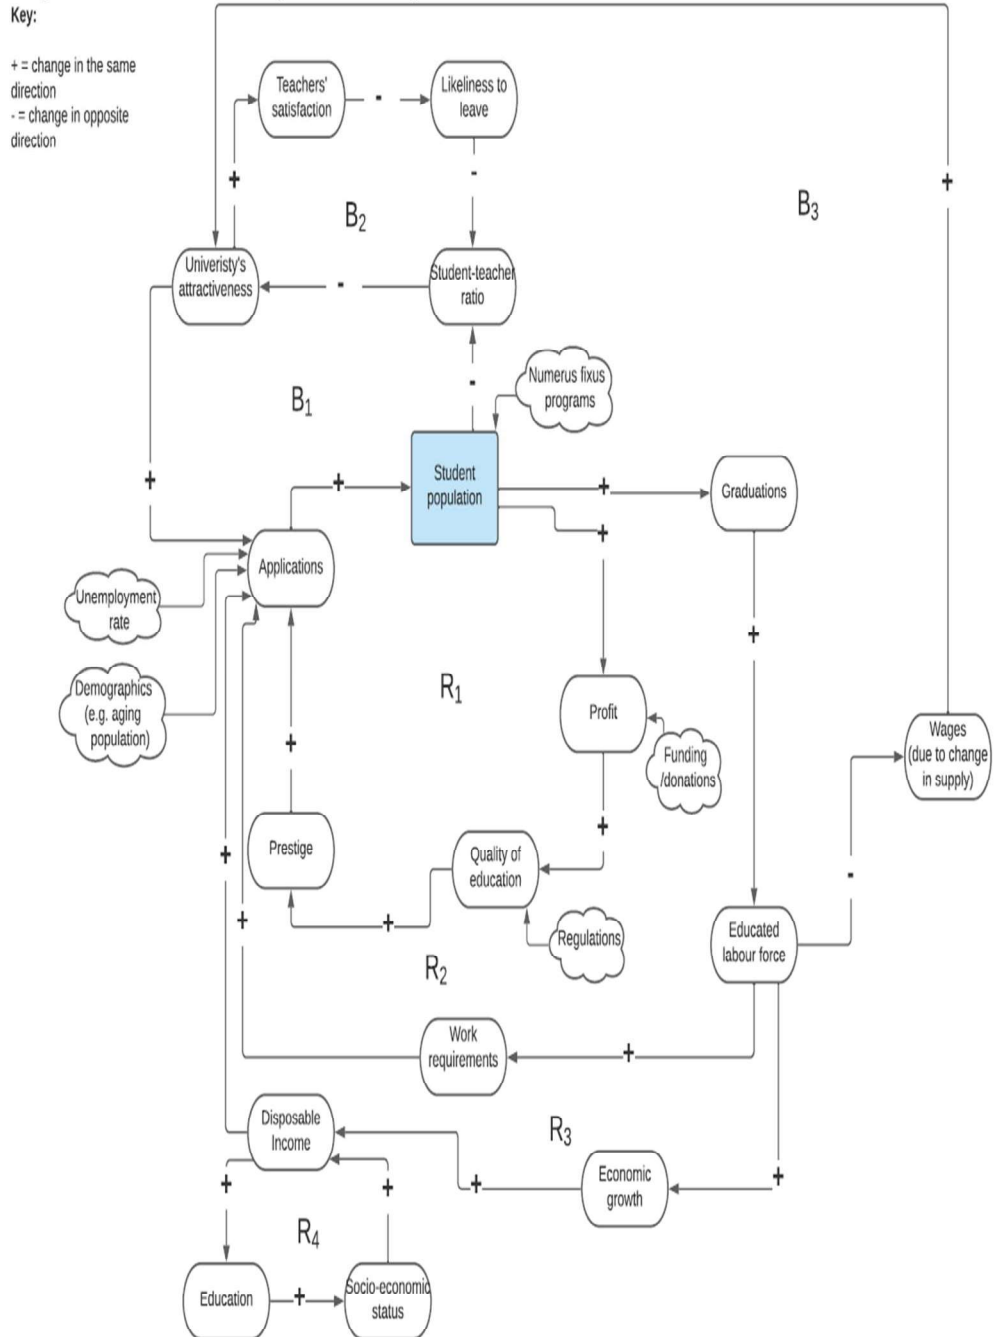 Key:
+ = change in the same
direction
- = change in opposite
direction
Teachers'
satisfaction
-
Likeliness to
leave
+
-
+
B2
B3
Univeristy's
attractiveness
-
Student-teacher
ratio
-
Numerus fixus
programs
B1
+
+
Student
population
+
+
Graduations
Applications
Unemployment
rate
+
Demographics
(e.g. aging
population)
R1
+
Profit
Funding
/donations
Wages
(due to change
in supply)
+
+
Prestige
Quality of
education
-
+
+
Regulations
Educated
labour force
R2
Work
requirements
+
Disposable
Income
R3
Economic
growth
+
+
+
+
R4
Education
+
Socio-economic
status